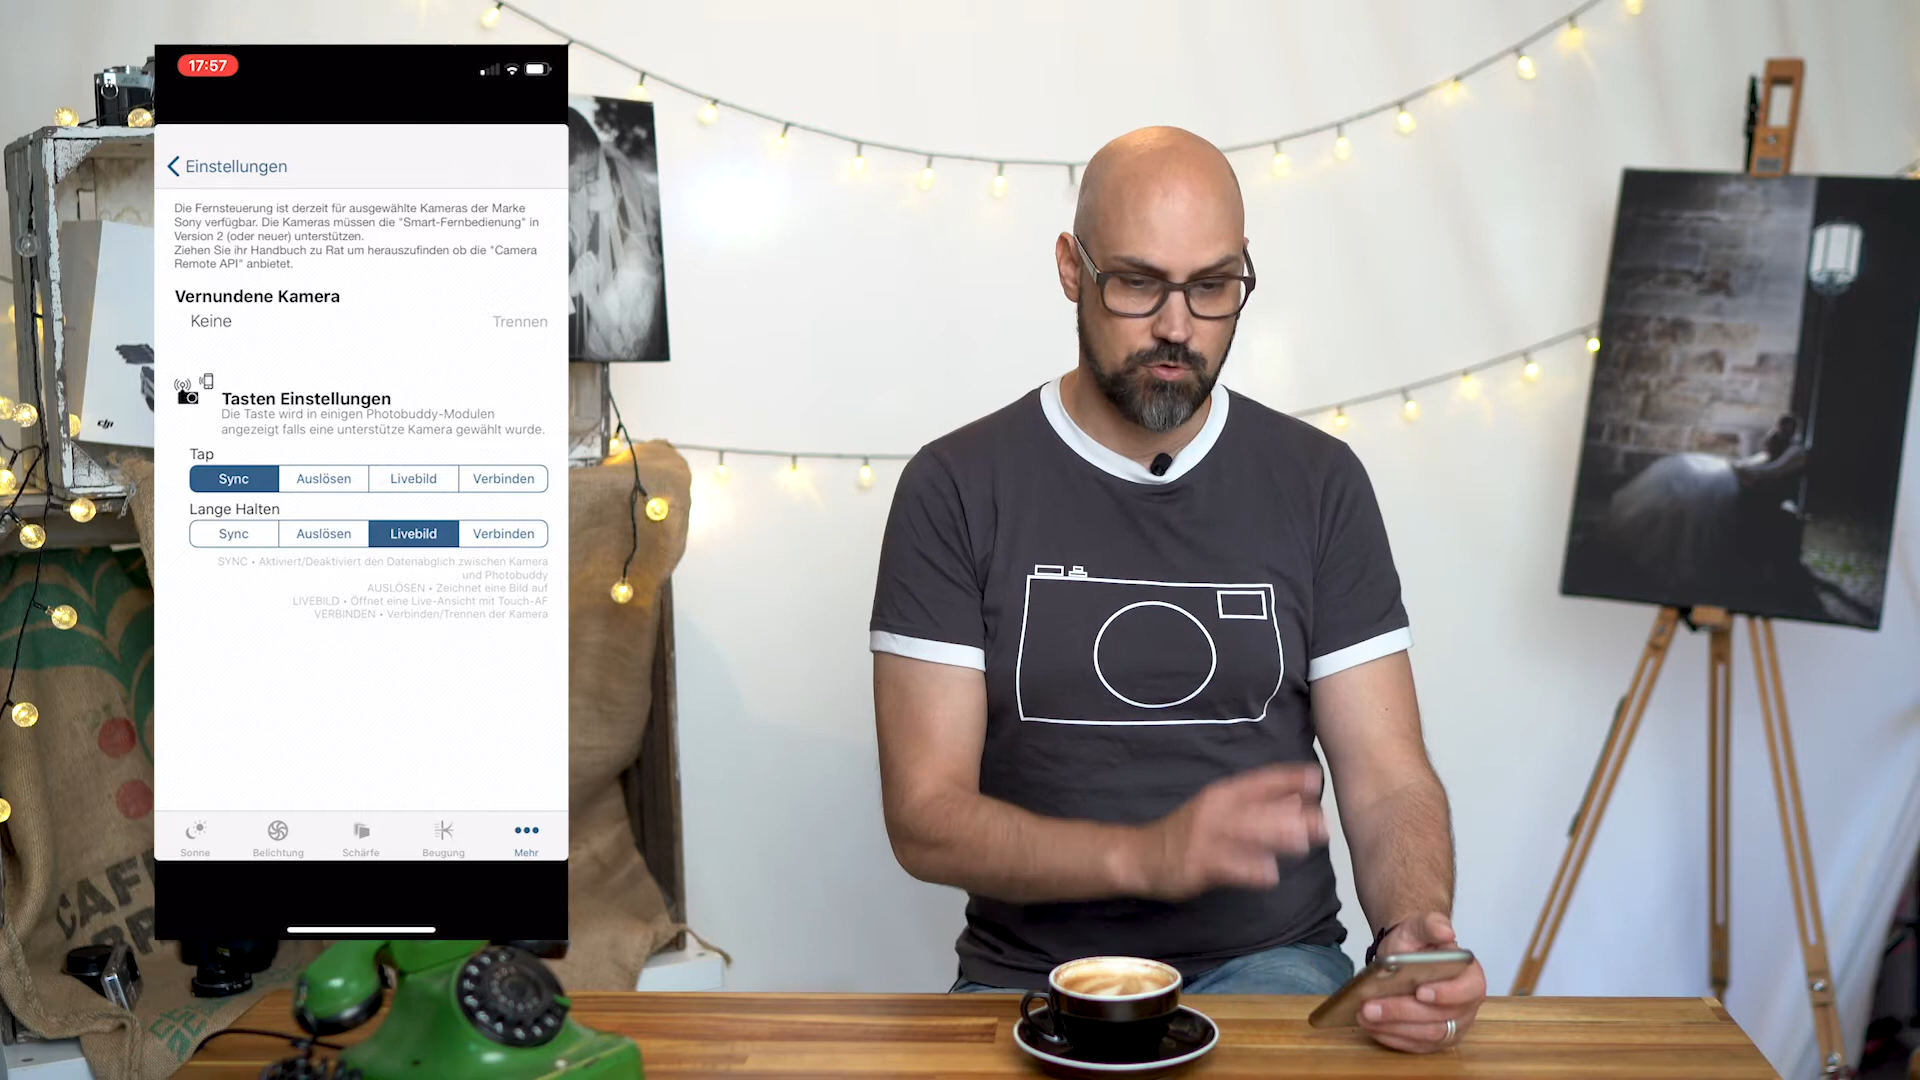 17:57
Einstellungen
Die Fernsteuerung ist derzeit für ausgewählte Kameras der Marke
Sony verfügbar. Die Kameras müssen die "Smart-Fernbedienung" in
Version 2 (oder neuer) unterstützen.
Ziehen Sie ihr Handbuch zu Rat um herauszufinden ob die "Camera
Remote API" anbietet.
Vernundene Kamera
Keine Trennen
Tasten Einstellungen
Die Taste wird in einigen Photobuddy-Modulen
angezeigt falls eine unterstütze Kamera gewählt wurde.
Tap
Sync Auslösen Livebild Verbinden
Lange Halten
Sync Auslösen Livebild Verbinden
SYNC • Aktiviert/Deaktiviert den Datenabglich zwischen Kamera
und Photobuddy
AUSLÖSEN • Zeichnet eine Bild auf
LIVEBILD • Öffnet eine Live-Ansicht mit Touch-AF
VERBINDEN • Verbinden/Trennen der Kamera
Sonne Belichtung Schärfe Beugung Mehr
dji